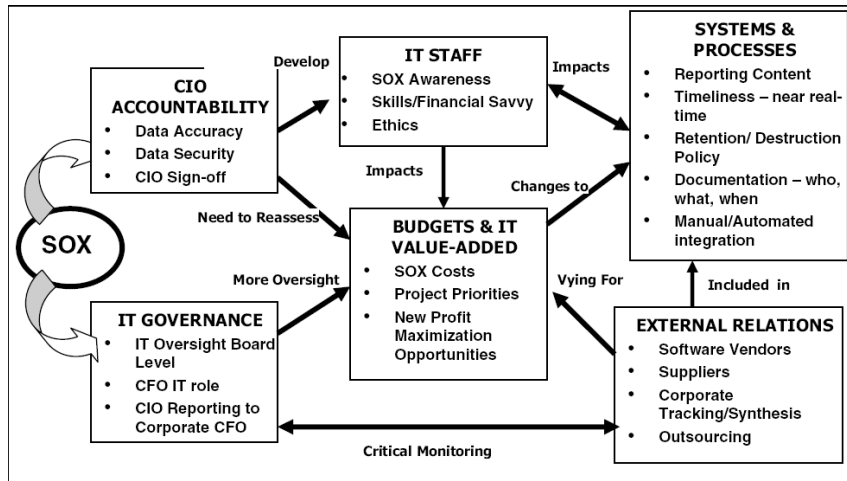 SOX
CIO
ACCOUNTABILITY
• Data Accuracy
• Data Security
• CIO Sign-off
Develop
IT STAFF
• SOX Awareness
• Skills/Financial Savvy
• Ethics
Impacts
SYSTEMS &
PROCESSES
• Reporting Content
• Timeliness – near real-
time
• Retention/ Destruction
Policy
• Documentation – who,
what, when
• Manual/Automated
integration
Need to Reassess
Impacts
Changes to
BUDGETS & IT
VALUE-ADDED
• SOX Costs
• Project Priorities
• New Profit
Maximization
Opportunities
More Oversight
Vying For
Included in
IT GOVERNANCE
• IT Oversight Board
Level
• CFO IT role
• CIO Reporting to
Corporate CFO
EXTERNAL RELATIONS
• Software Vendors
• Suppliers
• Corporate
Tracking/Synthesis
• Outsourcing
Critical Monitoring